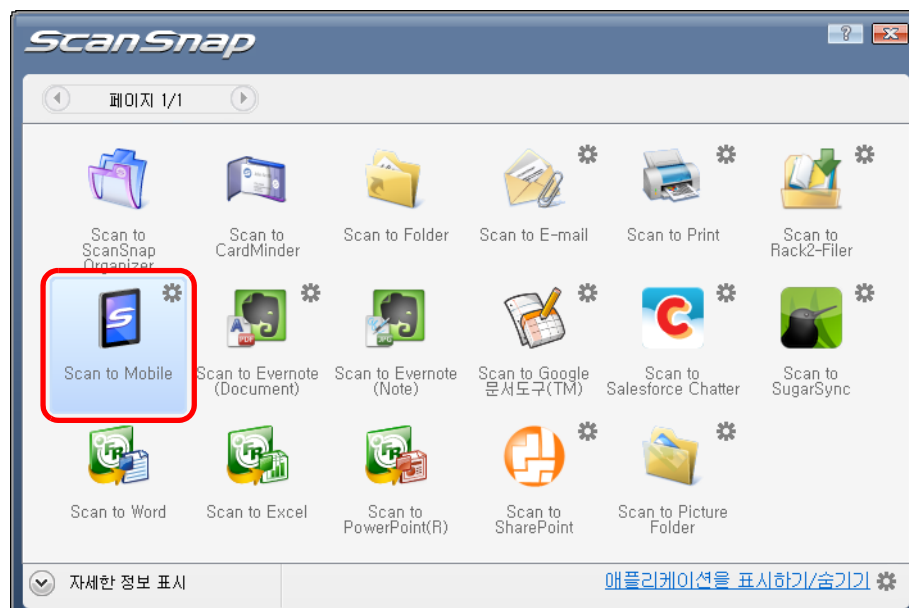 ScanSnap
?
페이지 1/1
Scan to
ScanSnap
Organizer
Scan to
CardMinder
Scan to Folder
Scan to E-mail
Scan to Print
Scan to
Rack2-Filer
Scan to Mobile
Scan to Evernote
(Document)
Scan to Evernote
(Note)
Scan to Google
문서도구(TM)
Scan to
Salesforce Chatter
Scan to
SugarSync
Scan to Word
Scan to Excel
Scan to
PowerPoint(R)
Scan to
SharePoint
Scan to Picture
Folder
자세한 정보 표시
애플리케이션을 표시하기/숨기기